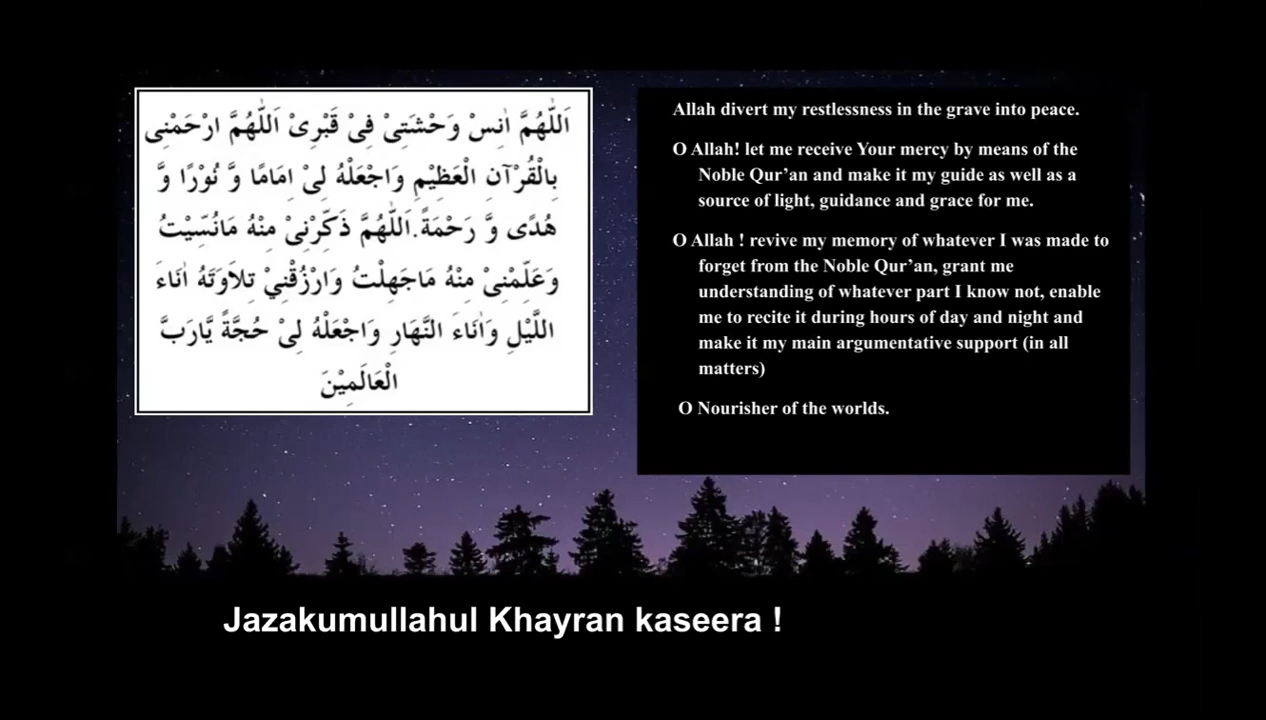 اَللّٰهُمَّ اٰنِسْ وَحْشَتِيْ فِيْ قَبْرِيْ اَللّٰهُمَّ ارْحَمْنِى
بِالْقُرْآنِ الْعَظِيْمِ وَاجْعَلْهُ لِىْ اِمَامًا وَّ نُوْرًا وَّ
هُدًى وَّ رَحْمَةً.اَللّٰهُمَّ ذَكِّرْنِىْ مِنْهُ مَانُسِّيْتُ
وَعَلِّمْنِىْ مِنْهُ مَاجَهِلْتُ وَارْزُقْنِيْ تِلَاوَتَهُ اٰنَاءَ
اللَّيْلِ وَاٰنَاءَ النَّهَارِ وَاجْعَلْهُ لِىْ حُجَّةً يَّارَبَّ
الْعَالَمِيْنَ
Allah divert my restlessness in the grave into peace.
O Allah! let me receive Your mercy by means of the
Noble Qur’an and make it my guide as well as a
source of light, guidance and grace for me.
O Allah ! revive my memory of whatever I was made to
forget from the Noble Qur’an, grant me
understanding of whatever part I know not, enable
me to recite it during hours of day and night and
make it my main argumentative support (in all
matters)
O Nourisher of the worlds.
Jazakumullahul Khayran kaseera !